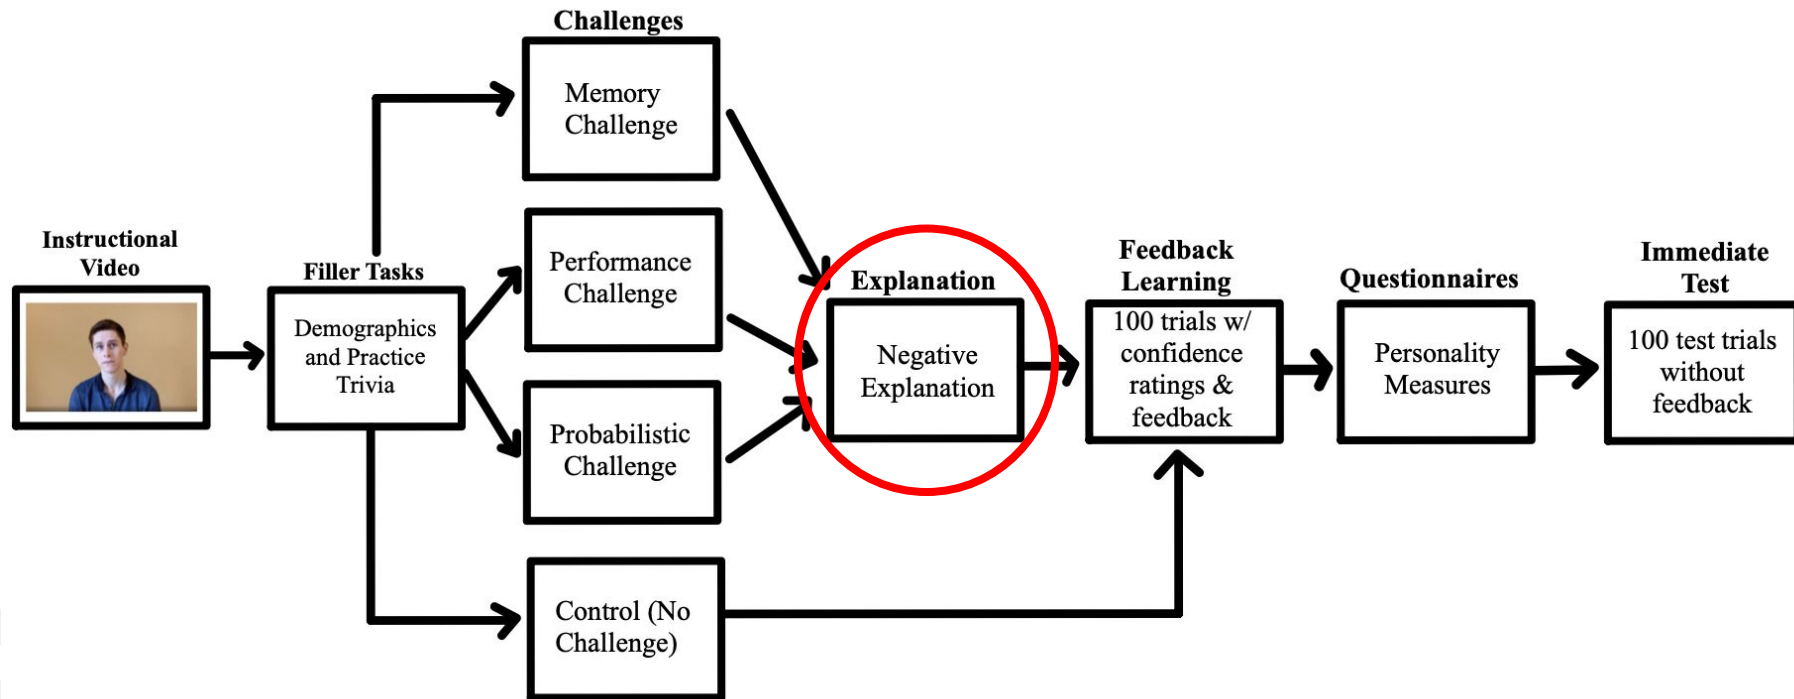 Challenges
Memory
Challenge
Performance
Challenge
Probabilistic
Challenge
Control (No
Challenge)
Instructional
Video
Filler Tasks
Demographics
and Practice
Trivia
Explanation
Negative
Explanation
Feedback
Learning
100 trials w/
confidence
ratings &
feedback
Questionnaires
Personality
Measures
Immediate
Test
100 test trials
without
feedback